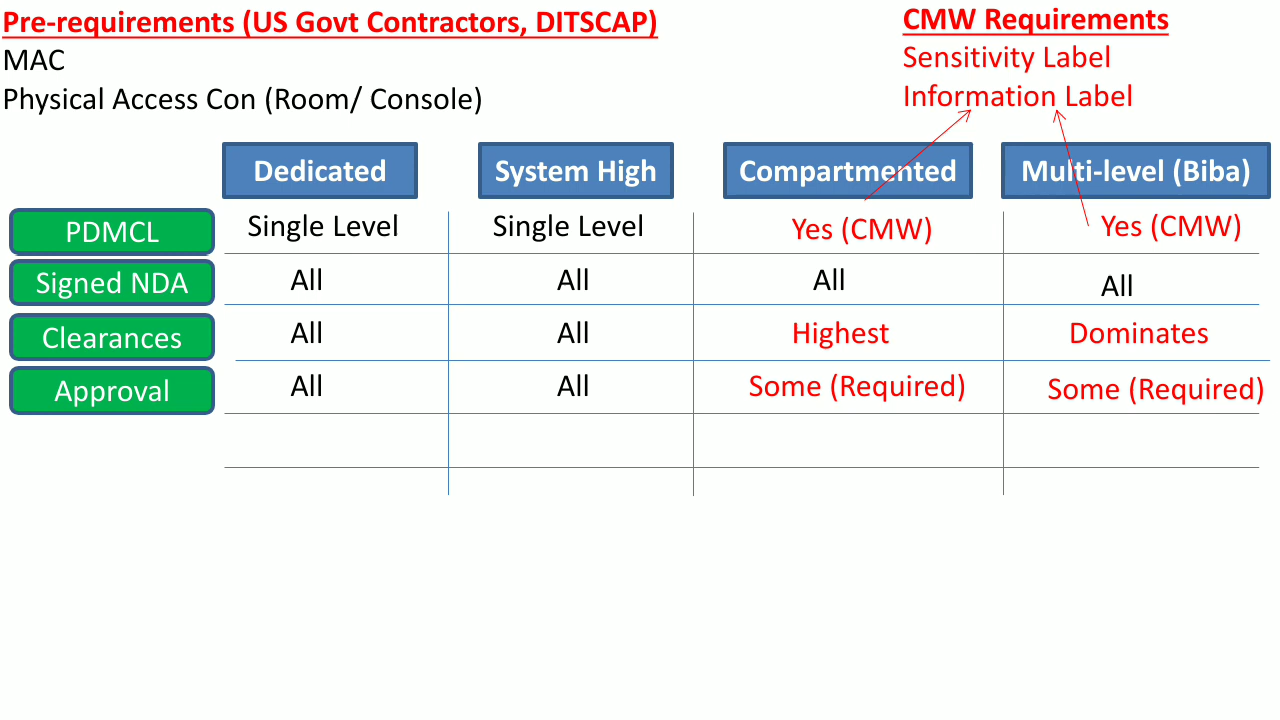 Pre-requirements (US Govt Contractors, DITSCAP)
MAC
Physical Access Con (Room/ Console)
CMW Requirements
Sensitivity Label
Information Label
Dedicated System High Compartmented Multi-level (Biba)
PDMCL Single Level Single Level Yes (CMW) Yes (CMW)
Signed NDA All All All All
Clearances All All Highest Dominates
Approval All All Some (Required) Some (Required)